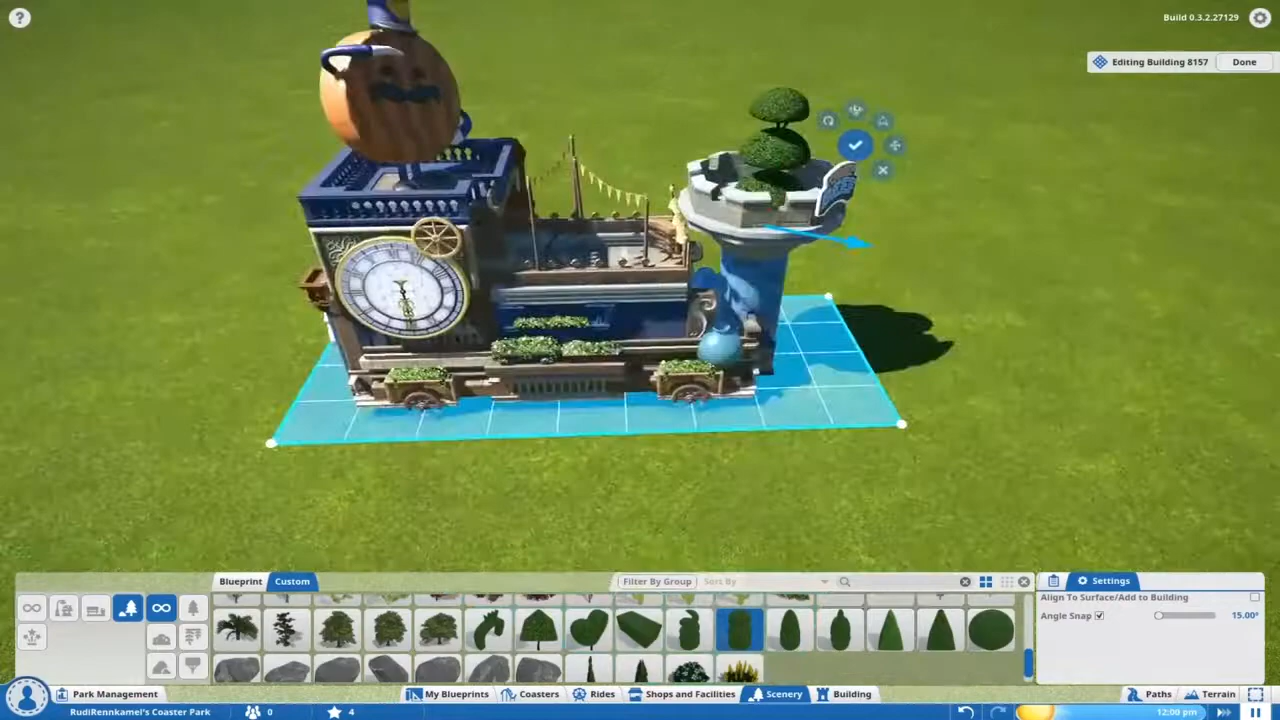 ?
Build 0.3.2.27129
Editing Building 8157
Done
Blueprint
Custom
Filter By Group
Sort By
Settings
Align To Surface/Add to Building
Angle Snap
15.00°
Park Management
My Blueprints
Coasters
Rides
Shops and Facilities
Scenery
Building
Paths
Terrain
RudiRennkamel's Coaster Park
0
4
12:00 pm